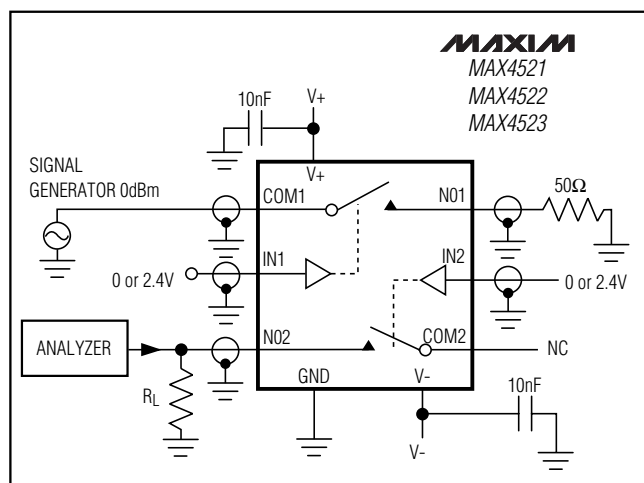 MAXIM
MAX4521
MAX4522
MAX4523
10nF
V+
SIGNAL
GENERATOR 0dBm
V+
COM1
N01
50Ω
IN1
IN2
0 or 2.4V
0 or 2.4V
ANALYZER
N02
COM2
NC
RL
GND
V-
10nF
V-